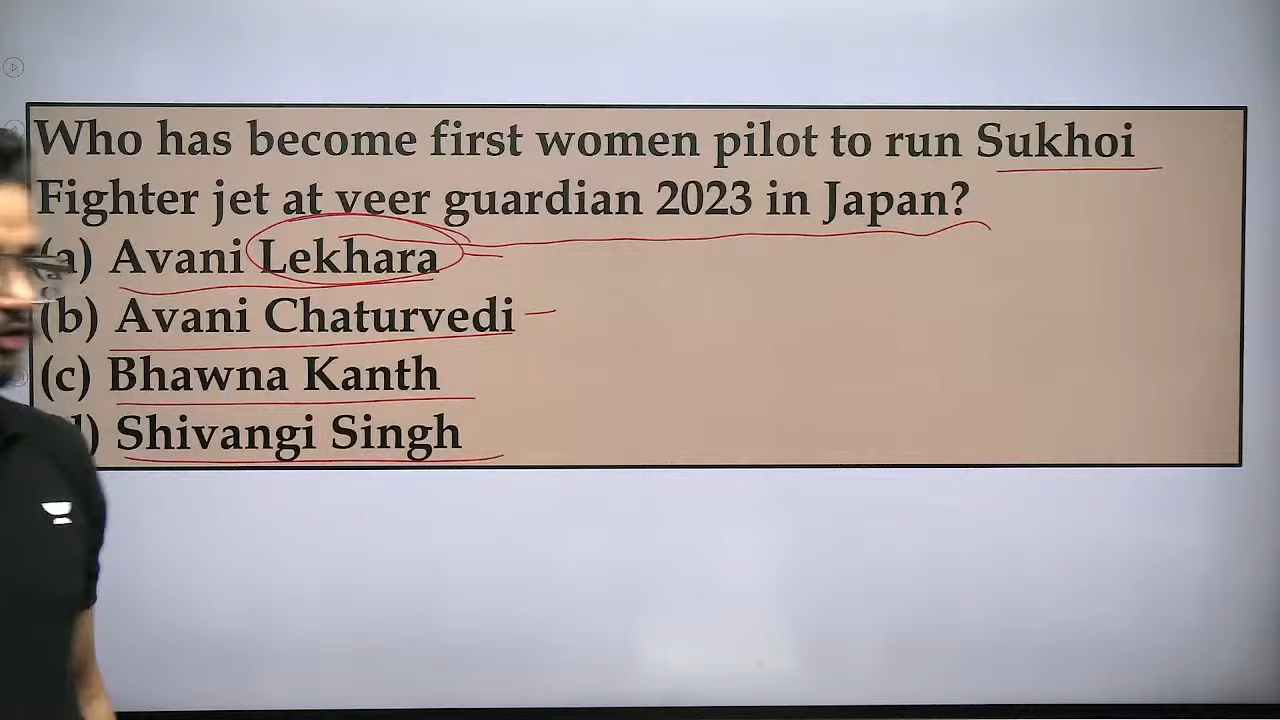 Who has become first women pilot to run Sukhoi
Fighter jet at veer guardian 2023 in Japan?
(a) Avani Lekhara
(b) Avani Chaturvedi
(c) Bhawna Kanth
) Shivangi Singh